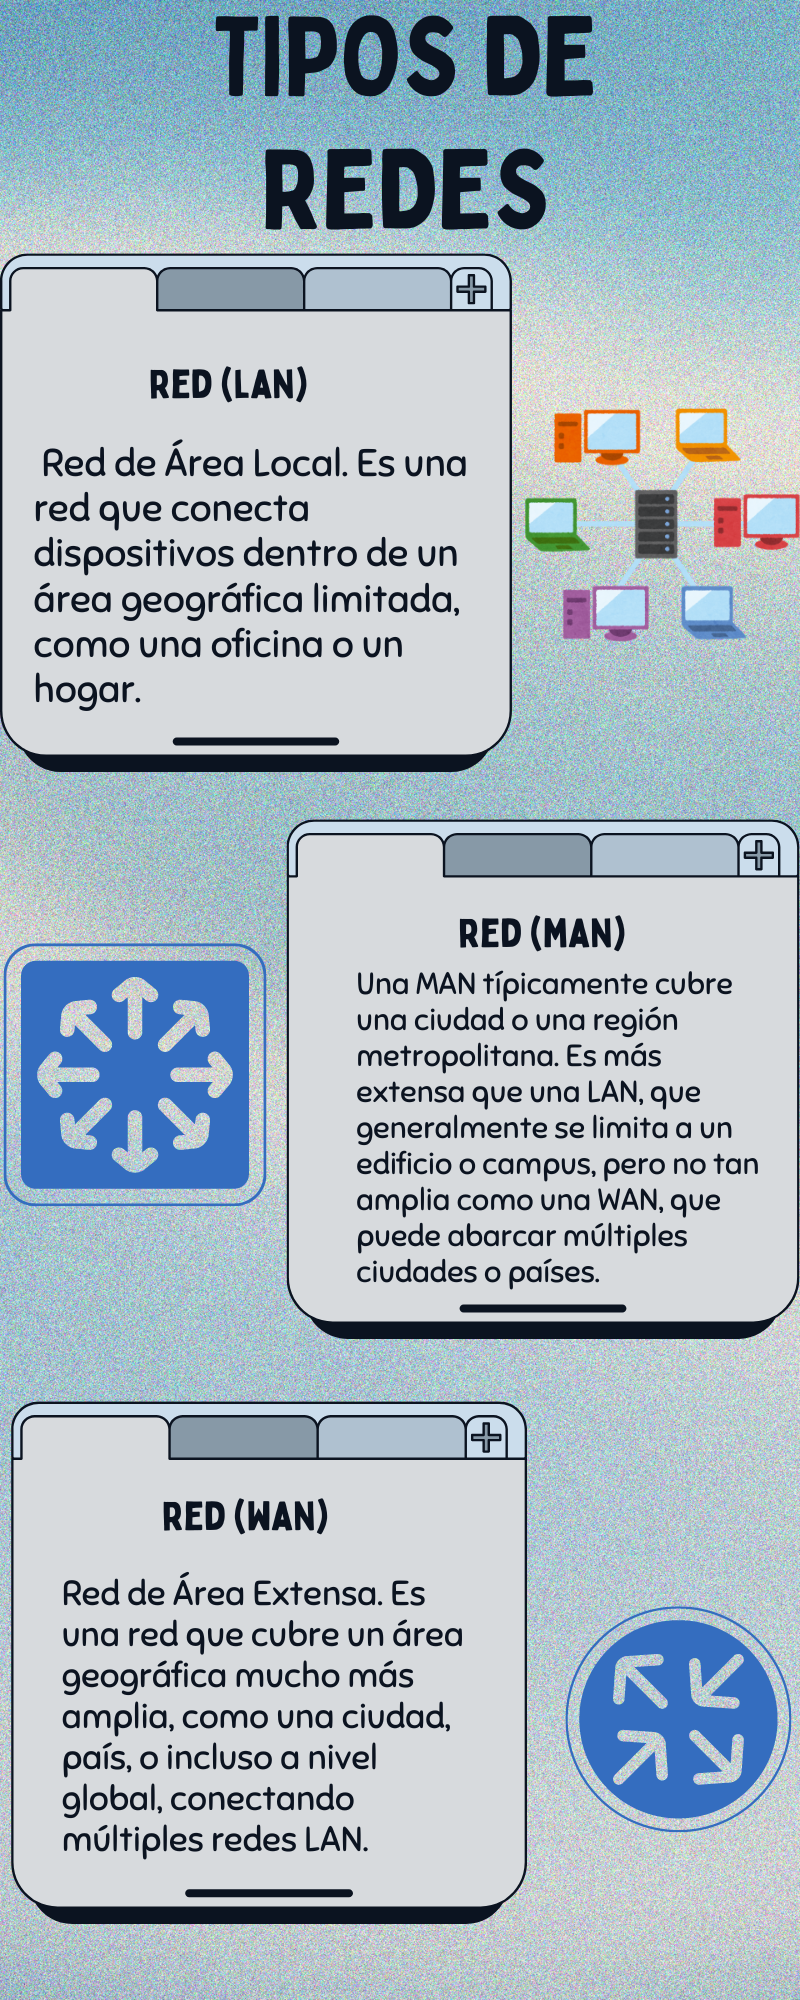 TIPOS DE
REDES
RED (LAN)
Red de Área Local. Es una
red que conecta
dispositivos dentro de un
área geográfica limitada,
como una oficina o un
hogar.
RED (MAN)
Una MAN típicamente cubre
una ciudad o una región
metropolitana. Es más
extensa que una LAN, que
generalmente se limita a un
edificio o campus, pero no tan
amplia como una WAN, que
puede abarcar múltiples
ciudades o países.
RED (WAN)
Red de Área Extensa. Es
una red que cubre un área
geográfica mucho más
amplia, como una ciudad,
país, o incluso a nivel
global, conectando
múltiples redes LAN.